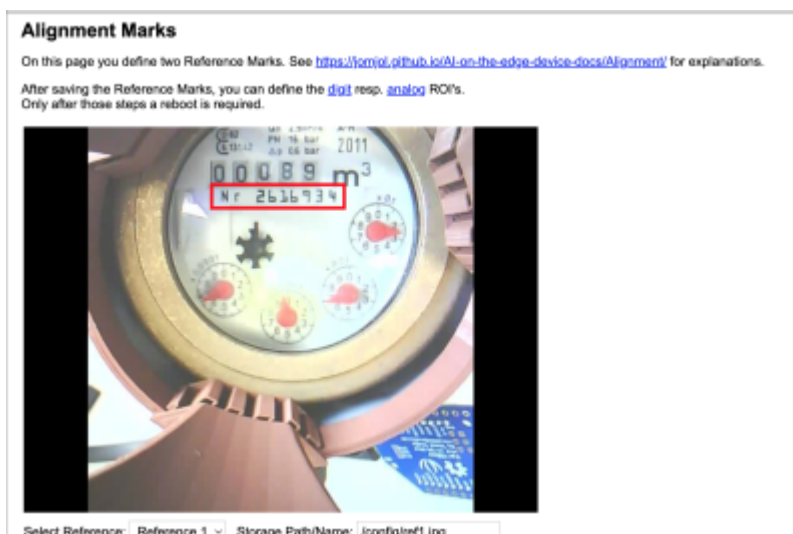 Alignment Marks
On this page you define two Reference Marks. See https://jomjol.github.io/AI-on-the-edge-device-docs/Alignment/ for explanations.
After saving the Reference Marks, you can define the digit resp. analog ROI's.
Only after those steps a reboot is required.
PN 16 bar
2011
00089 m³
Nr 2616934
Select Reference: Reference 1 Storage Path/Name: /config/ref1.jpg